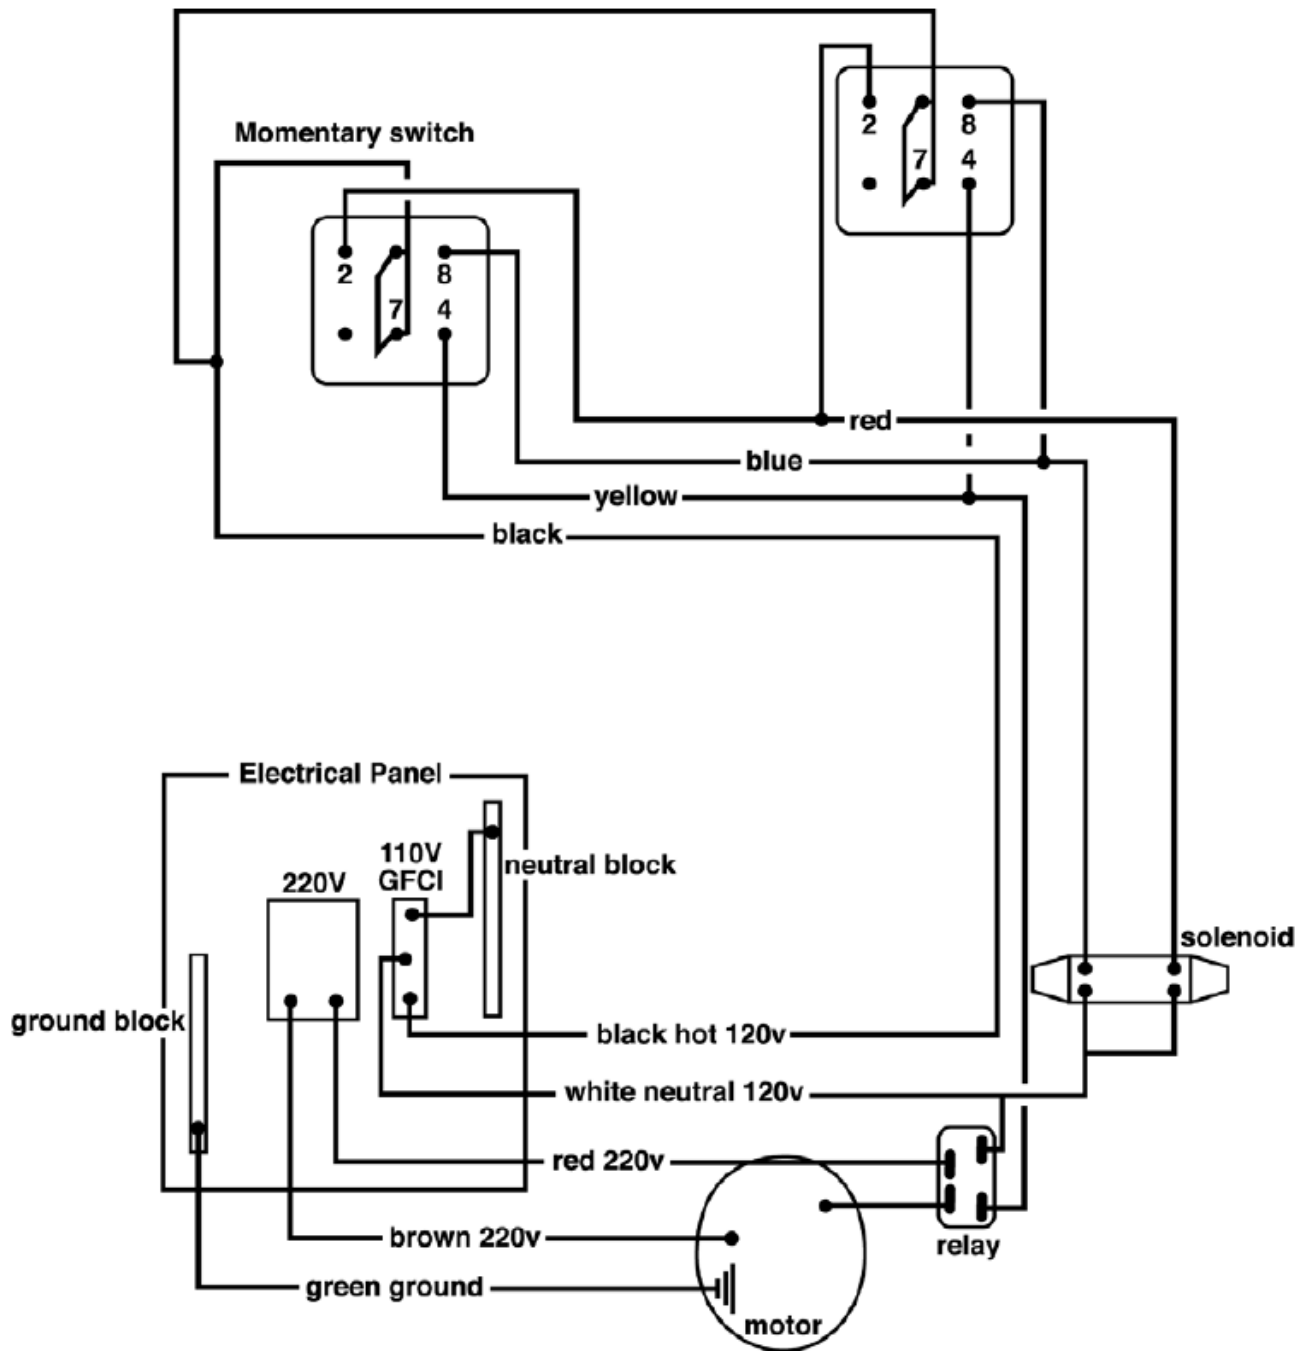 2
8
7
4
Momentary switch
2
8
7
4
red
blue
yellow
black
Electrical Panel
110V
GFCI
220V
neutral block
solenoid
ground block
black hot 120v
white neutral 120v
red 220v
brown 220v
relay
green ground
motor